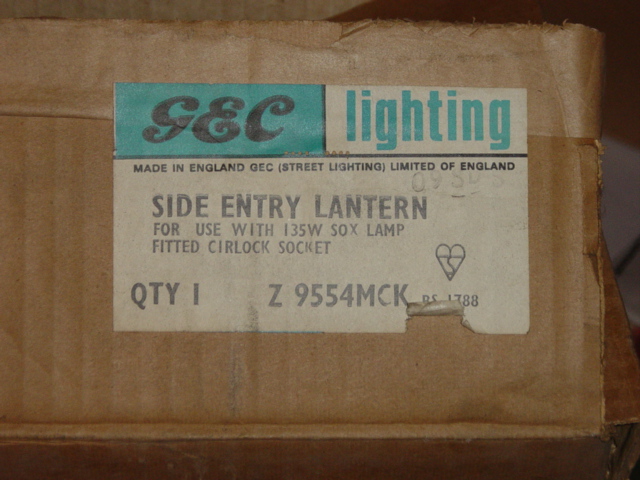 GEC lighting
MADE IN ENGLAND GEC (STREET LIGHTING) LIMITED OF ENGLAND
SIDE ENTRY LANTERN
FOR USE WITH 135W SOX LAMP
FITTED CIRLOCK SOCKET
QTY 1 Z 9554MCK BS 1788